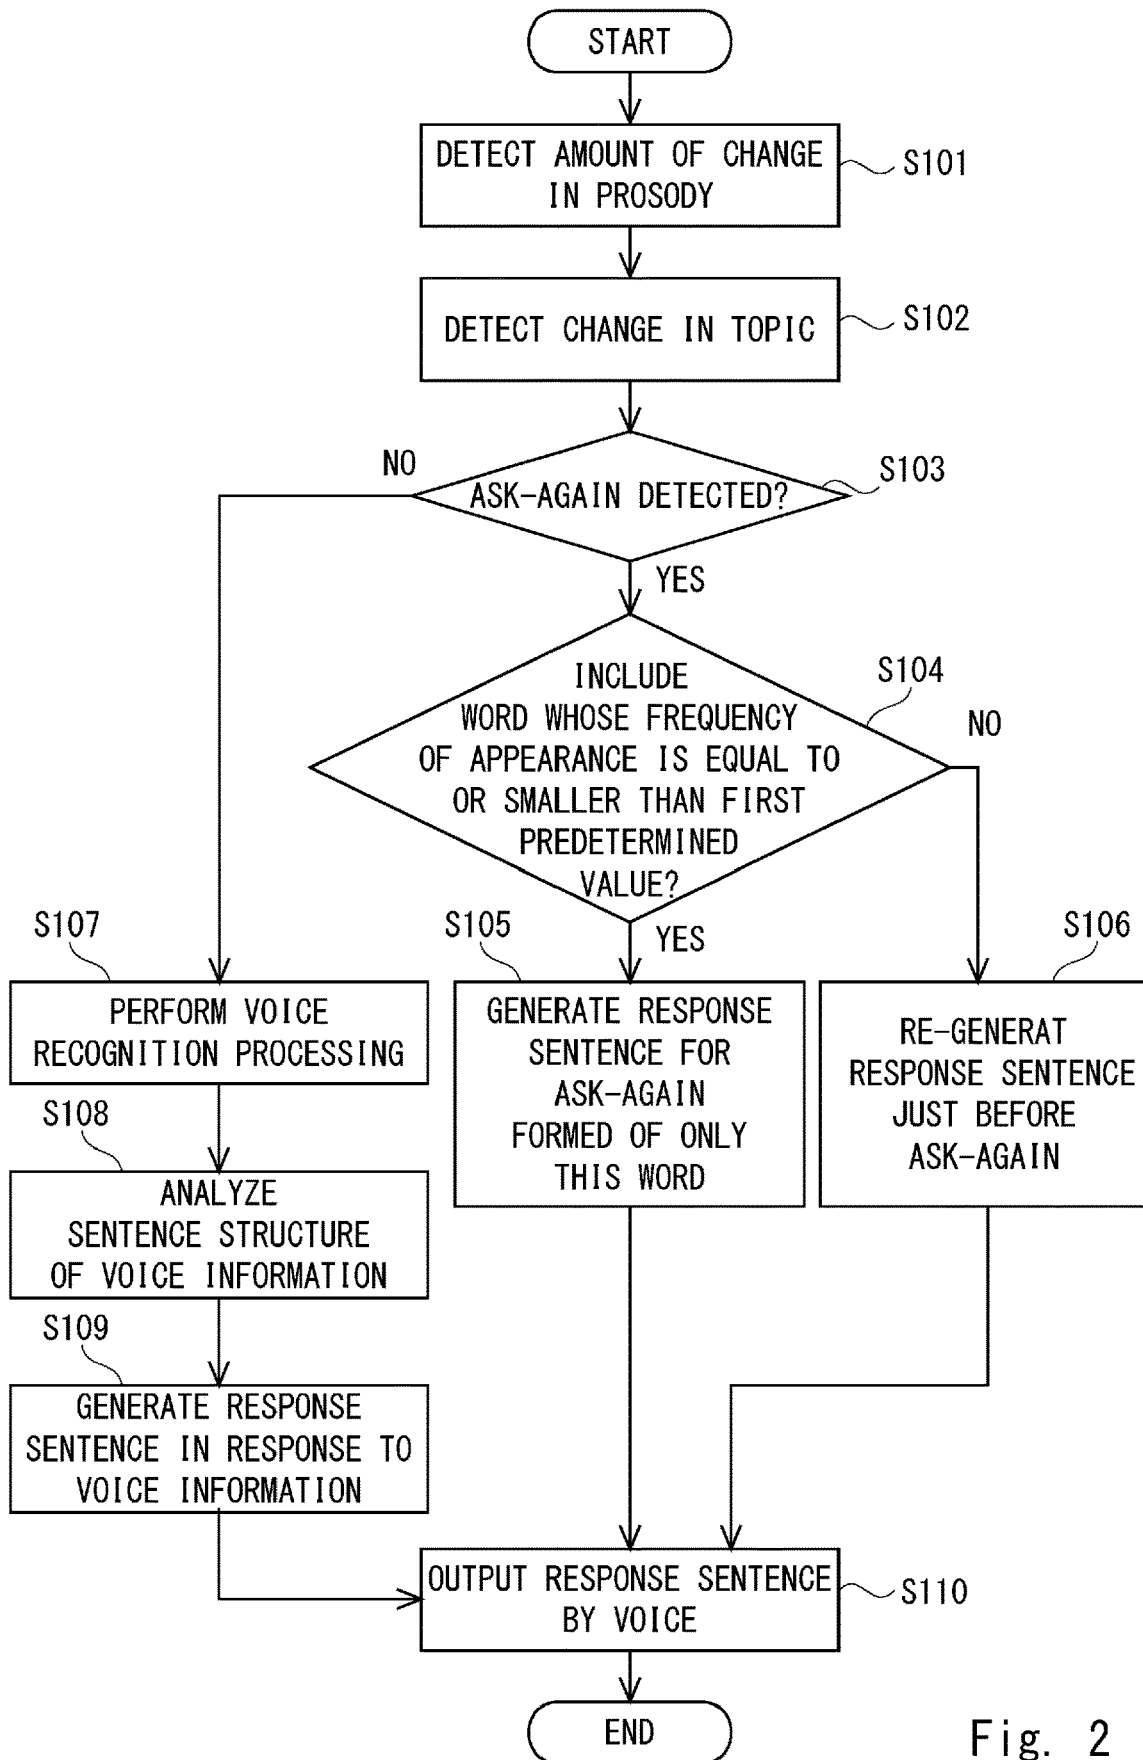 START
DETECT AMOUNT OF CHANGE
IN PROSODY
S101
DETECT CHANGE IN TOPIC
S102
NO
ASK-AGAIN DETECTED?
S103
YES
INCLUDE
WORD WHOSE FREQUENCY
OF APPEARANCE IS EQUAL TO
OR SMALLER THAN FIRST
PREDETERMINED
VALUE?
S104
NO
YES
S107
PERFORM VOICE
RECOGNITION PROCESSING
S105
GENERATE RESPONSE
SENTENCE FOR
ASK-AGAIN
FORMED OF ONLY
THIS WORD
S106
RE-GENERAT
RESPONSE SENTENCE
JUST BEFORE
ASK-AGAIN
S108
ANALYZE
SENTENCE STRUCTURE
OF VOICE INFORMATION
S109
GENERATE RESPONSE
SENTENCE IN RESPONSE TO
VOICE INFORMATION
OUTPUT RESPONSE SENTENCE
BY VOICE
S110
END
Fig. 2